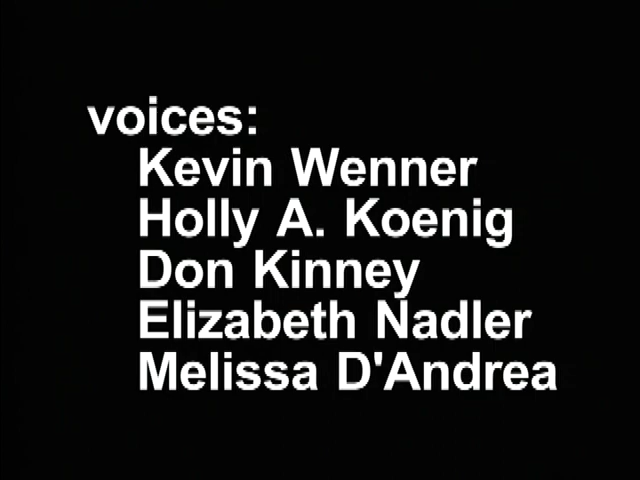 voices:
Kevin Wenner
Holly A. Koenig
Don Kinney
Elizabeth Nadler
Melissa D'Andrea